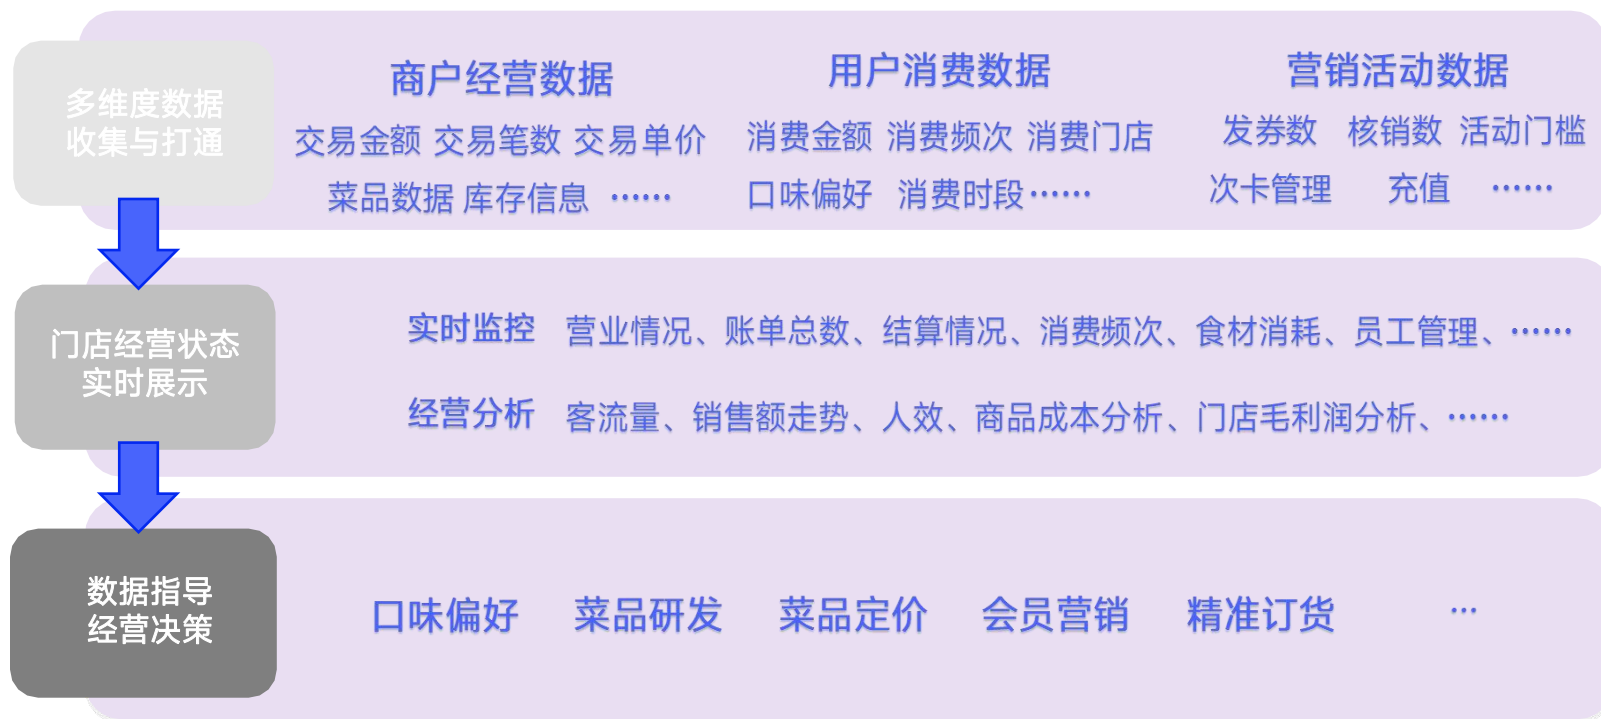 多维度数据
收集与打通
商户经营数据
交易金额 交易笔数 交易单价
菜品数据 库存信息 ……
用户消费数据
消费金额 消费频次 消费门店
口味偏好 消费时段……
营销活动数据
发券数 核销数 活动门槛
次卡管理 充值 ……
门店经营状态
实时展示
实时监控 营业情况、账单总数、结算情况、消费频次、食材消耗、员工管理、……
经营分析 客流量、销售额走势、人效、商品成本分析、门店毛利润分析、……
数据指导
经营决策
口味偏好 菜品研发 菜品定价 会员营销 精准订货 …